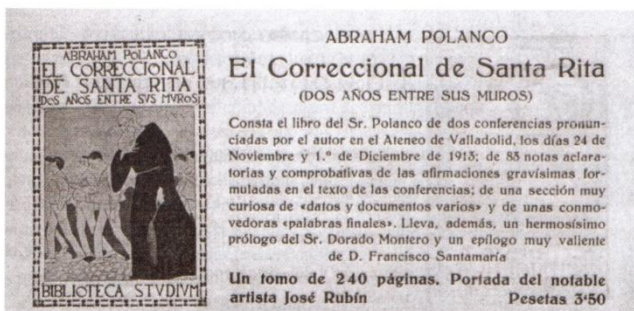 ABRAHAM POLANCO
EL CORRECCIONAL
DE SANTA RITA
DOS AÑOS ENTRE SVS MVROS
BIBLIOTECA STVDIVM
ABRAHAM POLANCO
El Correccional de Santa Rita
(DOS AÑOS ENTRE SUS MUROS)
Consta el libro del Sr. Polanco de dos conferencias pronun-
ciadas por el autor en el Ateneo de Valladolid, los días 24 de
Noviembre y 1.º de Diciembre de 1913; de 83 notas aclara-
torias y comprobativas de las afirmaciones gravísimas for-
muladas en el texto de las conferencias; de una sección muy
curiosa de «datos y documentos varios» y de unas conmo-
vedoras «palabras finales». Lleva, además, un hermosísimo
prólogo del Sr. Dorado Montero y un epílogo muy valiente
de D. Francisco Santamaría
Un tomo de 240 páginas. Portada del notable
artista José Rubín Pesetas 3'50